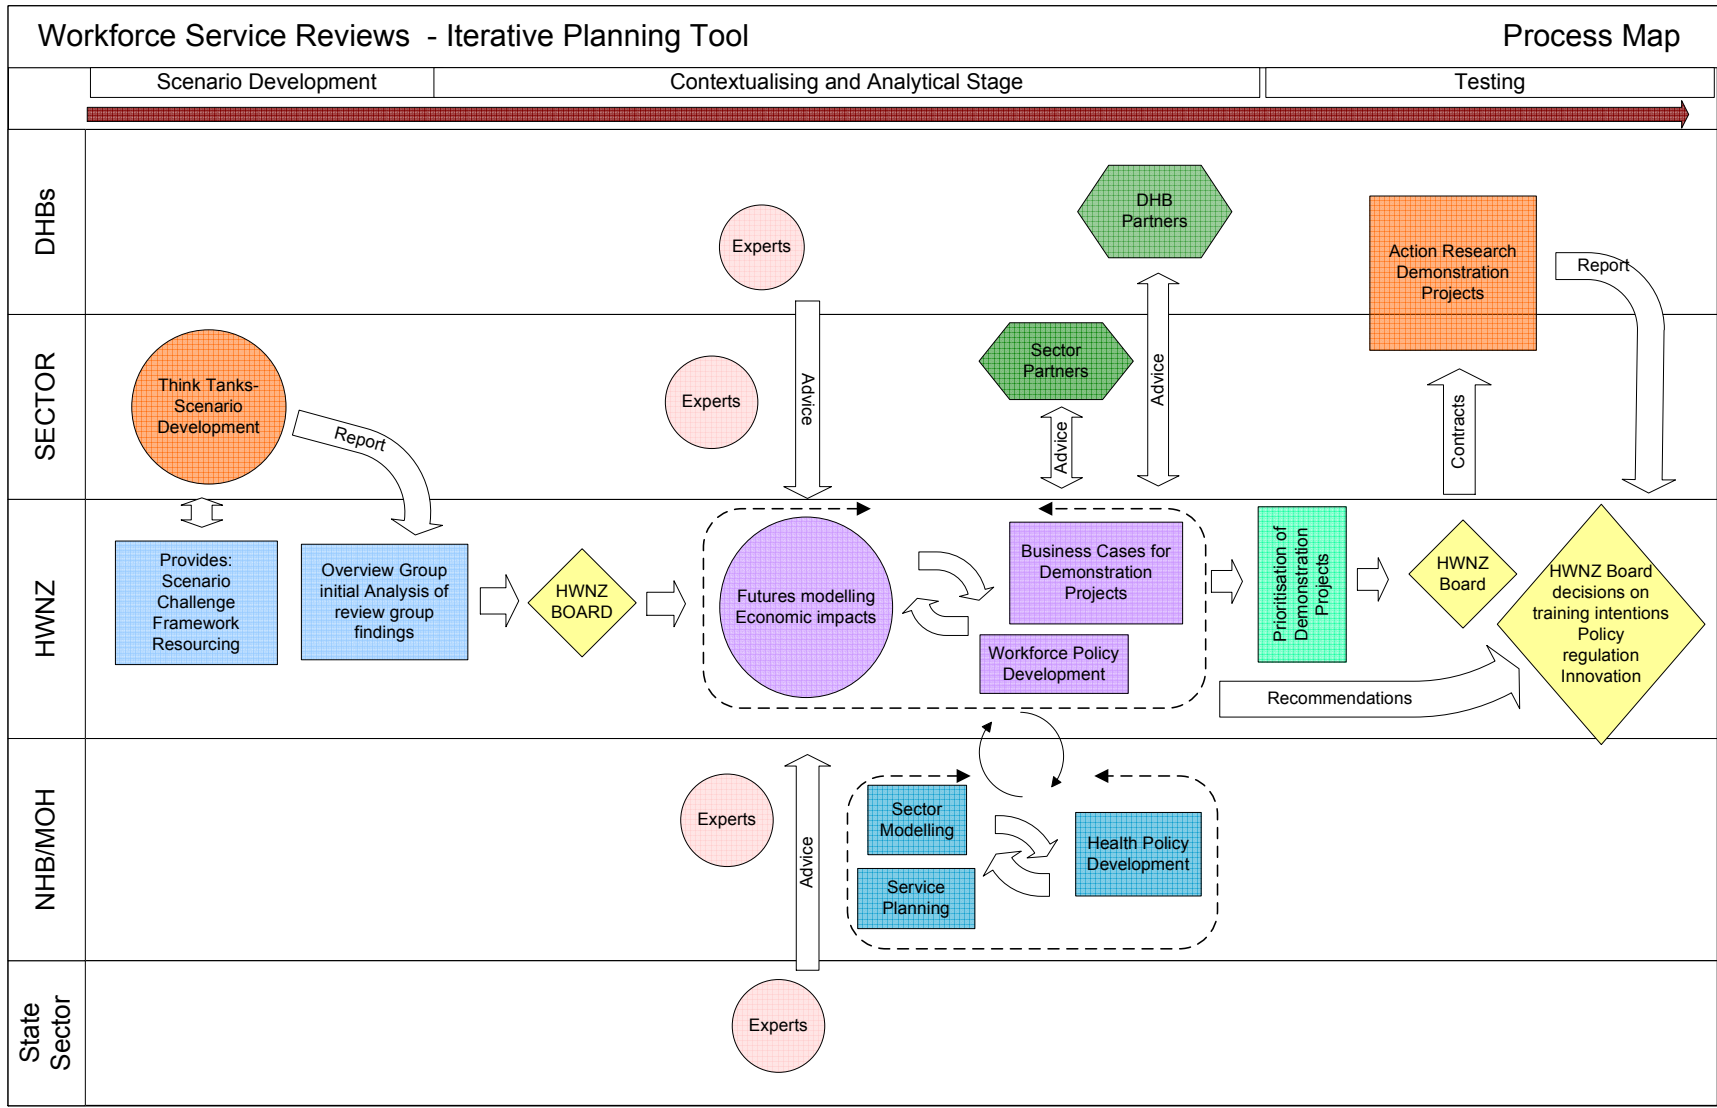 Workforce Service Reviews - Iterative Planning Tool
Process Map
Scenario Development
Contextualising and Analytical Stage
Testing
DHBs
Experts
DHB
Partners
Action Research
Demonstration
Projects
Report
SECTOR
Think Tanks-
Scenario
Development
Report
Experts
Advice
Sector
Partners
Advice
Advice
Contracts
HWNZ
Provides:
Scenario
Challenge
Framework
Resourcing
Overview Group
initial Analysis of
review group
findings
HWNZ
BOARD
Futures modelling
Economic impacts
Business Cases for
Demonstration
Projects
Workforce Policy
Development
Prioritisation of
Demonstration
Projects
HWNZ
Board
HWNZ Board
decisions on
training intentions
Policy
regulation
Innovation
Recommendations
NHB/MOH
Experts
Advice
Sector
Modelling
Service
Planning
Health Policy
Development
State
Sector
Experts